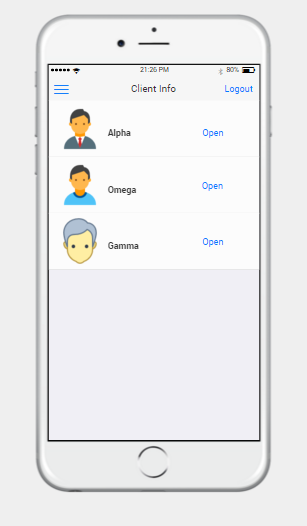 21:26 PM 80%
Client Info Logout
Alpha Open
Omega Open
Gamma Open